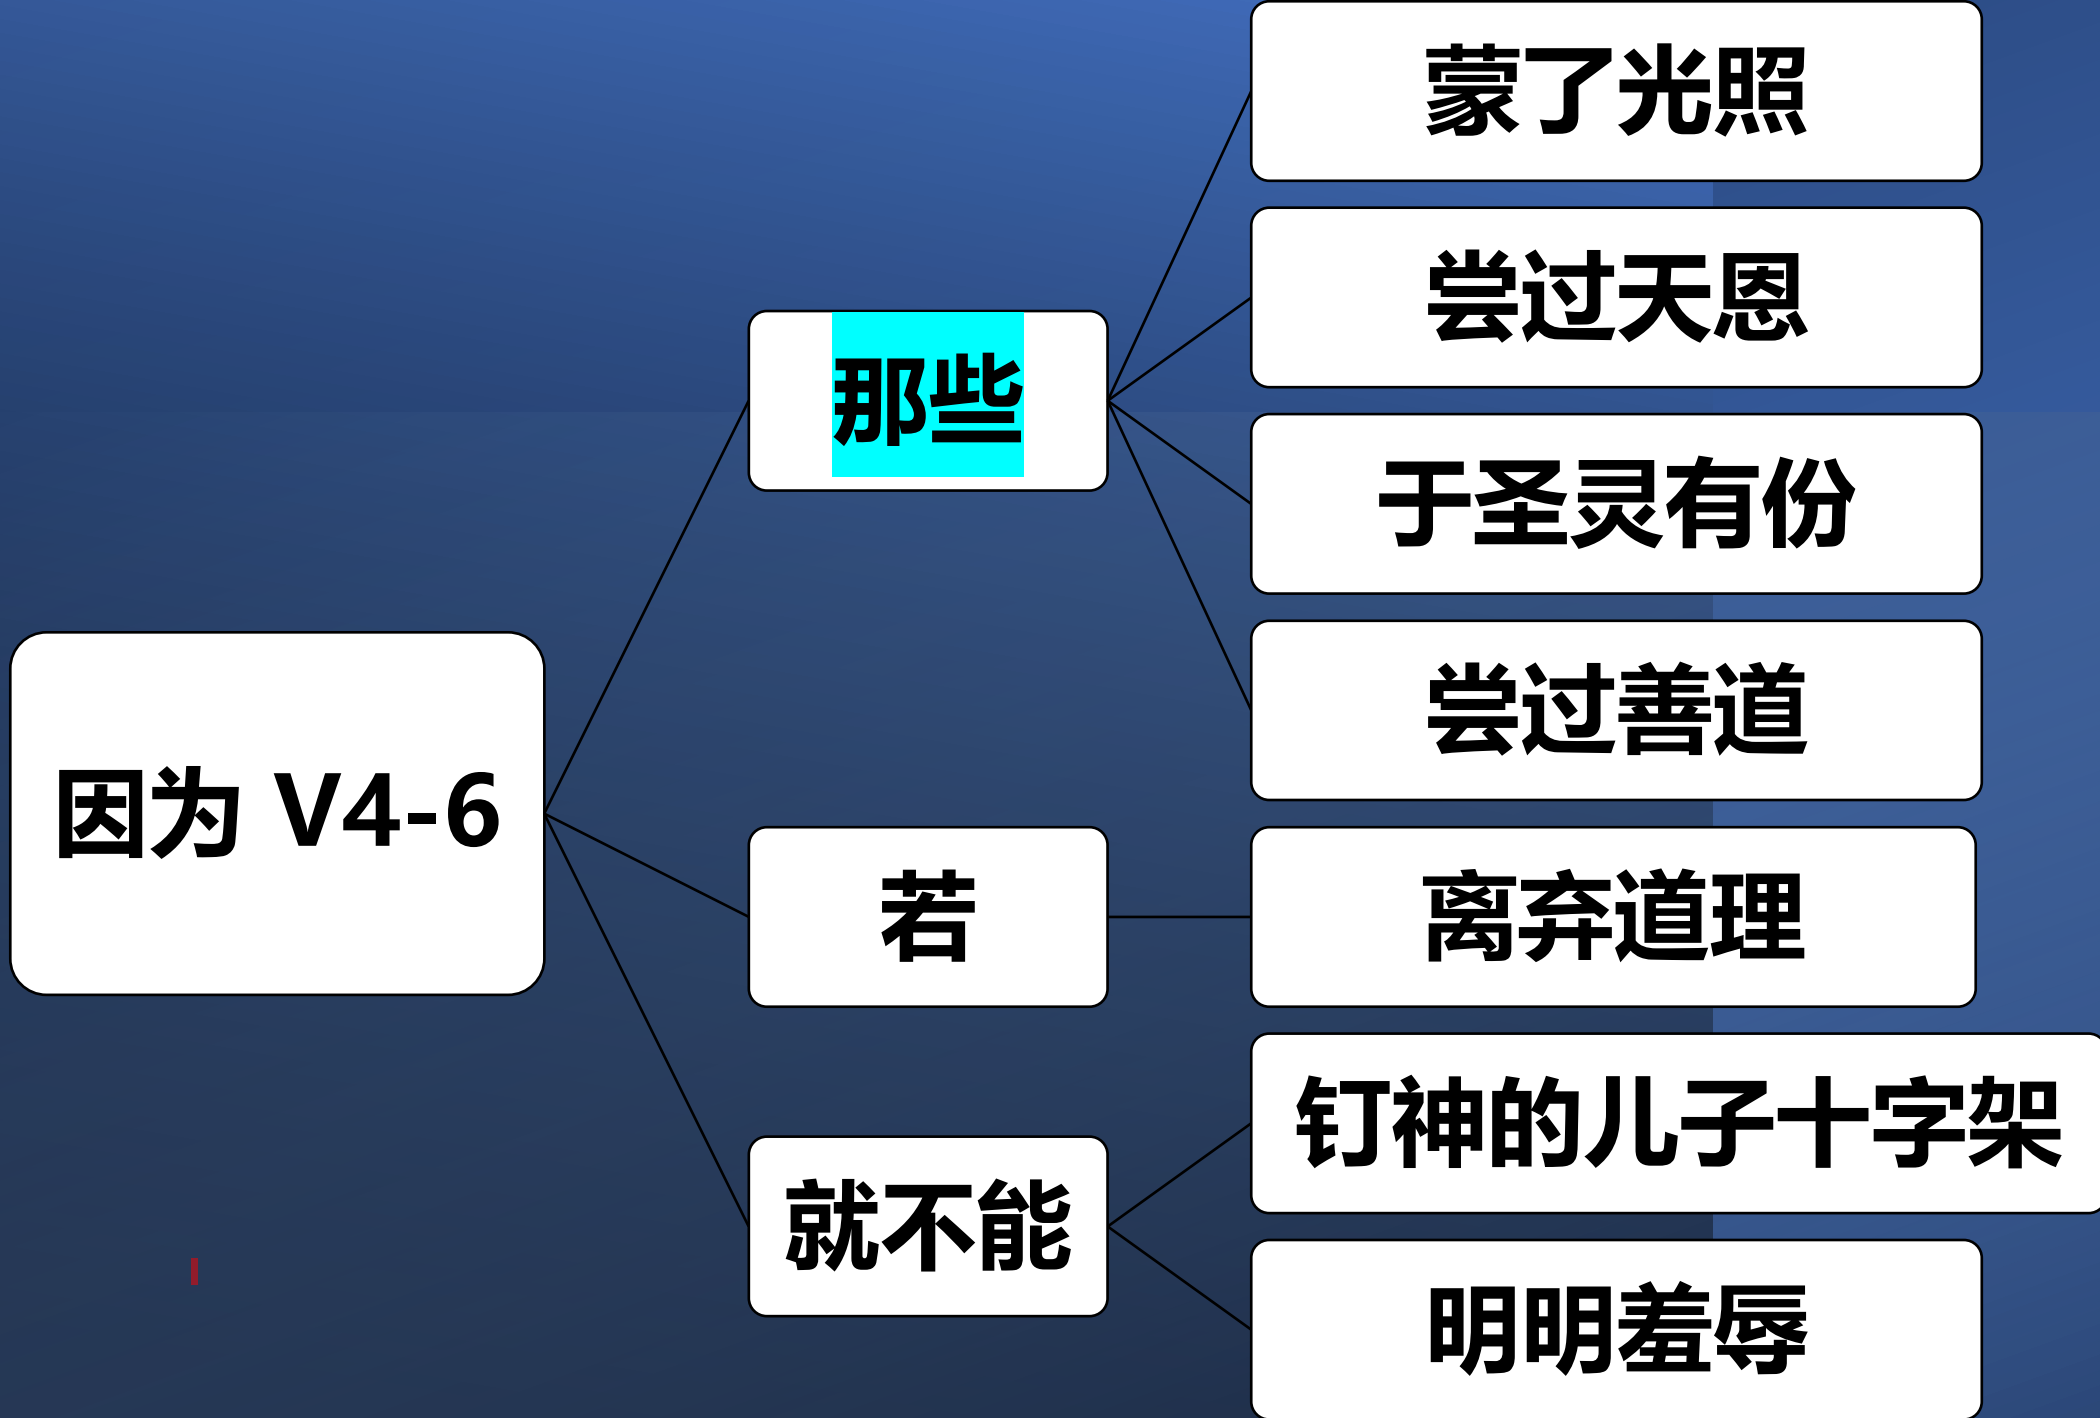 因为 V4-6
那些
蒙了光照
尝过天恩
于圣灵有份
尝过善道
若
离弃道理
就不能
钉神的儿子十字架
明明羞辱